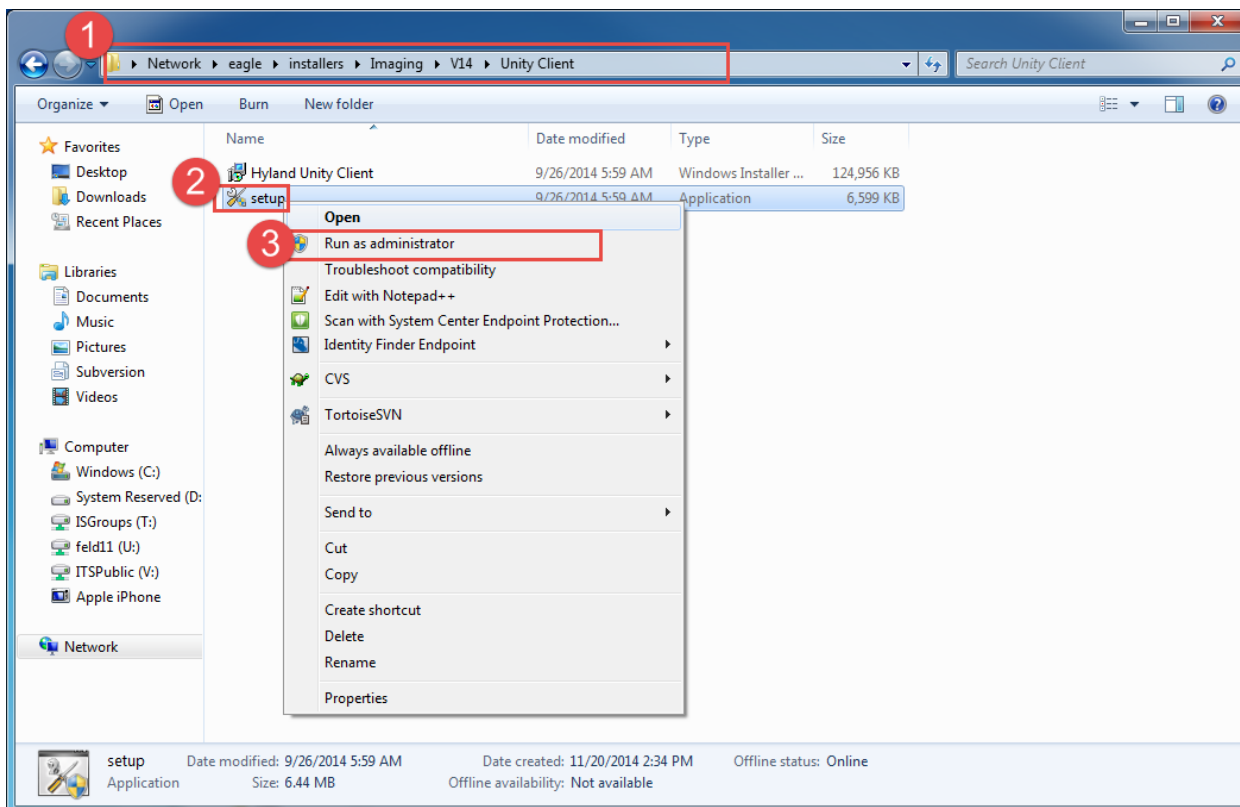 1
Network ▸ eagle ▸ installers ▸ Imaging ▸ V14 ▸ Unity Client
Search Unity Client
Organize Open Burn New folder
Name Date modified Type Size
Favorites
Desktop
Downloads
Recent Places
Libraries
Documents
Music
Pictures
Subversion
Videos
Computer
Windows (C:)
System Reserved (D:
ISGroups (T:)
feld11 (U:)
ITSPublic (V:)
Apple iPhone
Network
Hyland Unity Client 9/26/2014 5:59 AM Windows Installer ... 124,956 KB
2
setup 9/26/2014 5:59 AM Application 6,599 KB
Open
3
Run as administrator
Troubleshoot compatibility
Edit with Notepad++
Scan with System Center Endpoint Protection...
Identity Finder Endpoint
CVS
TortoiseSVN
Always available offline
Restore previous versions
Send to
Cut
Copy
Create shortcut
Delete
Rename
Properties
setup Date modified: 9/26/2014 5:59 AM Date created: 11/20/2014 2:34 PM Offline status: Online
Application Size: 6.44 MB Offline availability: Not available